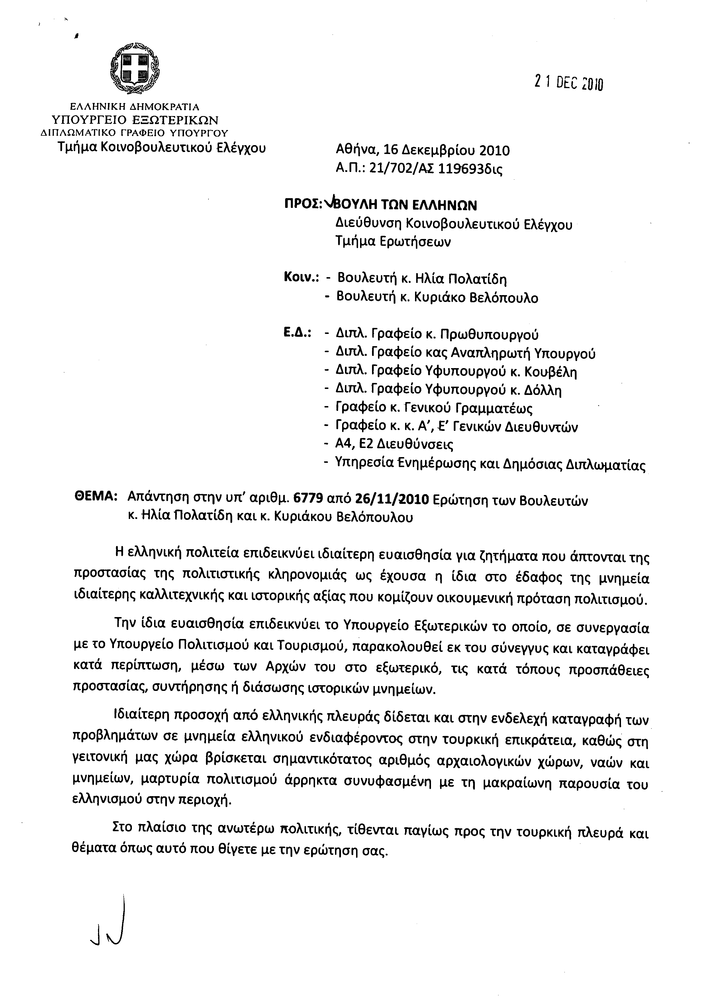 21 DEC 2010
ΕΛΛΗΝΙΚΗ ΔΗΜΟΚΡΑΤΙΑ
ΥΠΟΥΡΓΕΙΟ ΕΞΩΤΕΡΙΚΩΝ
ΔΙΠΛΩΜΑΤΙΚΟ ΓΡΑΦΕΙΟ ΥΠΟΥΡΓΟΥ
Τμήμα Κοινοβουλευτικού Ελέγχου
Αθήνα, 16 Δεκεμβρίου 2010
Α.Π.: 21/702/ΑΣ 119693δις
ΠΡΟΣ: ΒΟΥΛΗ ΤΩΝ ΕΛΛΗΝΩΝ
Διεύθυνση Κοινοβουλευτικού Ελέγχου
Τμήμα Ερωτήσεων
Κοιν.: - Βουλευτή κ. Ηλία Πολατίδη
- Βουλευτή κ. Κυριάκο Βελόπουλο
Ε.Δ.: - Διπλ. Γραφείο κ. Πρωθυπουργού
- Διπλ. Γραφείο κας Αναπληρωτή Υπουργού
- Διπλ. Γραφείο Υφυπουργού κ. Κουβέλη
- Διπλ. Γραφείο Υφυπουργού κ. Δόλλη
- Γραφείο κ. Γενικού Γραμματέως
- Γραφείο κ. κ. Α’, Ε’ Γενικών Διευθυντών
- Α4, Ε2 Διευθύνσεις
- Υπηρεσία Ενημέρωσης και Δημόσιας Διπλωματίας
ΘΕΜΑ: Απάντηση στην υπ’ αριθμ. 6779 από 26/11/2010 Ερώτηση των Βουλευτών
κ. Ηλία Πολατίδη και κ. Κυριάκου Βελόπουλου
Η ελληνική πολιτεία επιδεικνύει ιδιαίτερη ευαισθησία για ζητήματα που άπτονται της
προστασίας της πολιτιστικής κληρονομιάς ως έχουσα η ίδια στο έδαφος της μνημεία
ιδιαίτερης καλλιτεχνικής και ιστορικής αξίας που κομίζουν οικουμενική πρόταση πολιτισμού.
Την ίδια ευαισθησία επιδεικνύει το Υπουργείο Εξωτερικών το οποίο, σε συνεργασία
με το Υπουργείο Πολιτισμού και Τουρισμού, παρακολουθεί εκ του σύνεγγυς και καταγράφει
κατά περίπτωση, μέσω των Αρχών του στο εξωτερικό, τις κατά τόπους προσπάθειες
προστασίας, συντήρησης ή διάσωσης ιστορικών μνημείων.
Ιδιαίτερη προσοχή από ελληνικής πλευράς δίδεται και στην ενδελεχή καταγραφή των
προβλημάτων σε μνημεία ελληνικού ενδιαφέροντος στην τουρκική επικράτεια, καθώς στη
γειτονική μας χώρα βρίσκεται σημαντικότατος αριθμός αρχαιολογικών χώρων, ναών και
μνημείων, μαρτυρία πολιτισμού άρρηκτα συνυφασμένη με τη μακραίωνη παρουσία του
ελληνισμού στην περιοχή.
Στο πλαίσιο της ανωτέρω πολιτικής, τίθενται παγίως προς την τουρκική πλευρά και
θέματα όπως αυτό που θίγετε με την ερώτηση σας.